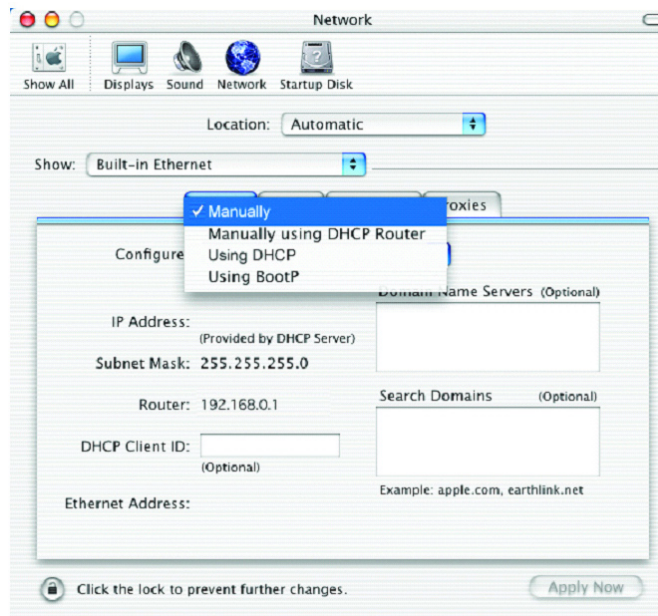 Network
Show All Displays Sound Network Startup Disk
Location: Automatic
Show: Built-in Ethernet
roxies
✓ Manually
Manually using DHCP Router
Using DHCP
Using BootP
Configure
Domain Name Servers (Optional)
IP Address:
(Provided by DHCP Server)
Subnet Mask: 255.255.255.0
Router: 192.168.0.1
Search Domains (Optional)
DHCP Client ID:
(Optional)
Example: apple.com, earthlink.net
Ethernet Address:
Click the lock to prevent further changes.
Apply Now